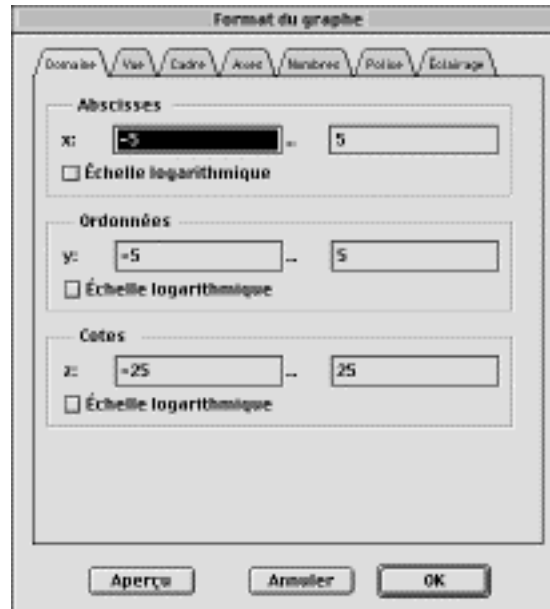 Format du graphe
Domaine Vue Cadre Axes Nombres Police Éclairage
Abscisses
x: -5 ... 5
Échelle logarithmique
Ordonnées
y: -5 ... 5
Échelle logarithmique
Cotes
z: -25 ... 25
Échelle logarithmique
Aperçu Annuler OK